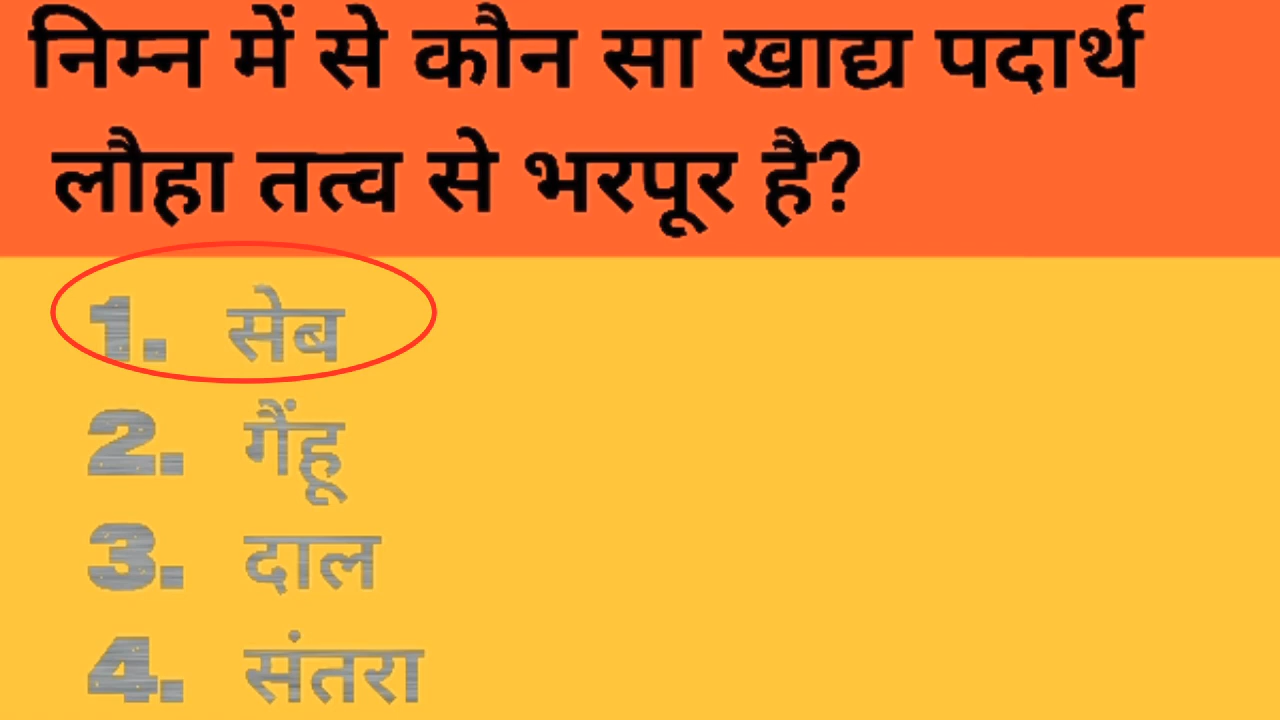 निम्न में से कौन सा खाद्य पदार्थ
लौहा तत्व से भरपूर है?
1. सेब
2. गैंहू
3. दाल
4. संतरा